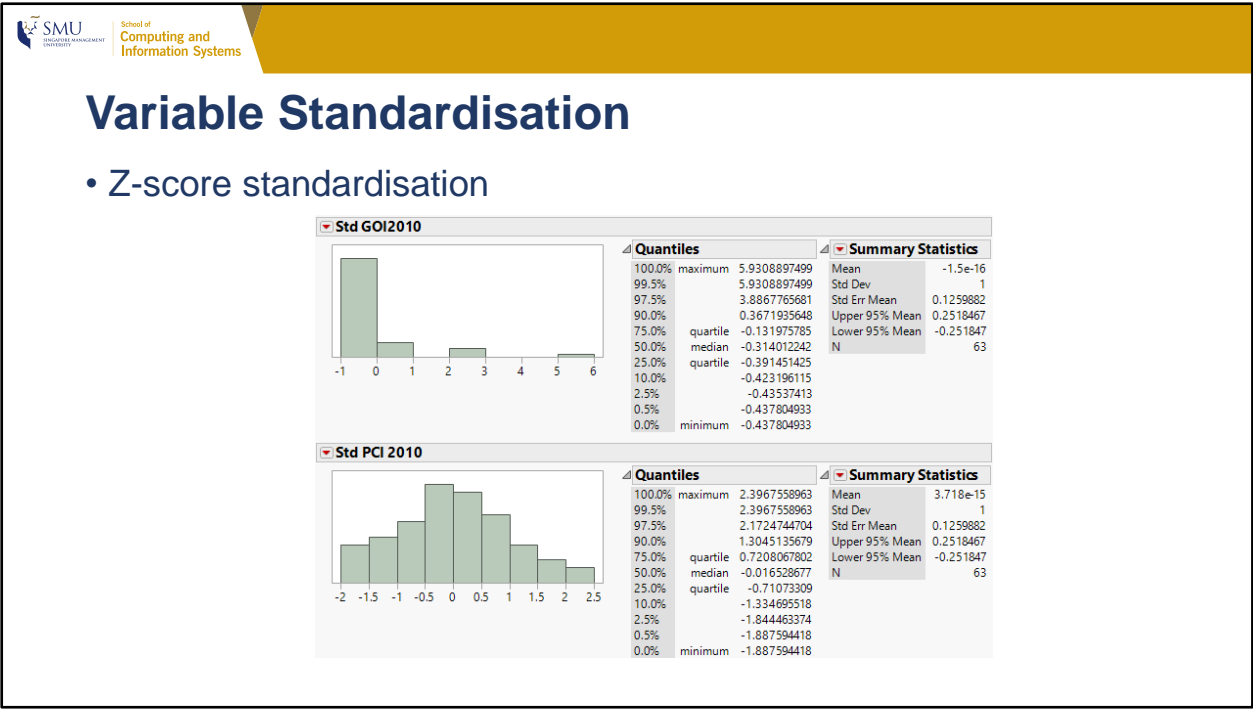 SMU
SINGAPORE MANAGEMENT
UNIVERSITY
School of
Computing and
Information Systems
Variable Standardisation
• Z-score standardisation
Std GOI2010
-1 0 1 2 3 4 5 6
Quantiles
100.0% maximum 5.9308897499
99.5% 5.9308897499
97.5% 3.8867765681
90.0% 0.3671935648
75.0% quartile -0.131975785
50.0% median -0.314012242
25.0% quartile -0.391451425
10.0% -0.423196115
2.5% -0.43537413
0.5% -0.437804933
0.0% minimum -0.437804933
Summary Statistics
Mean -1.5e-16
Std Dev 1
Std Err Mean 0.1259882
Upper 95% Mean 0.2518467
Lower 95% Mean -0.251847
N 63
Std PCI 2010
-2 -1.5 -1 -0.5 0 0.5 1 1.5 2 2.5
Quantiles
100.0% maximum 2.3967558963
99.5% 2.3967558963
97.5% 2.1724744704
90.0% 1.3045135679
75.0% quartile 0.7208067802
50.0% median -0.016528677
25.0% quartile -0.71073309
10.0% -1.334695518
2.5% -1.844463374
0.5% -1.887594418
0.0% minimum -1.887594418
Summary Statistics
Mean 3.718e-15
Std Dev 1
Std Err Mean 0.1259882
Upper 95% Mean 0.2518467
Lower 95% Mean -0.251847
N 63